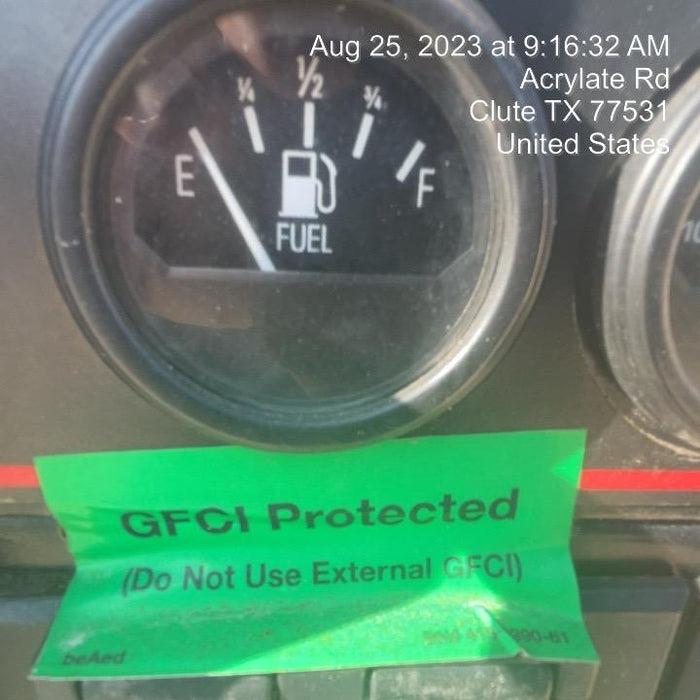 Aug 25, 2023 at 9:16:32 AM
Acrylate Rd
Clute TX 77531
United States
1/4 1/2 3/4
E F
FUEL
GFCI Protected
(Do Not Use External GFCI)